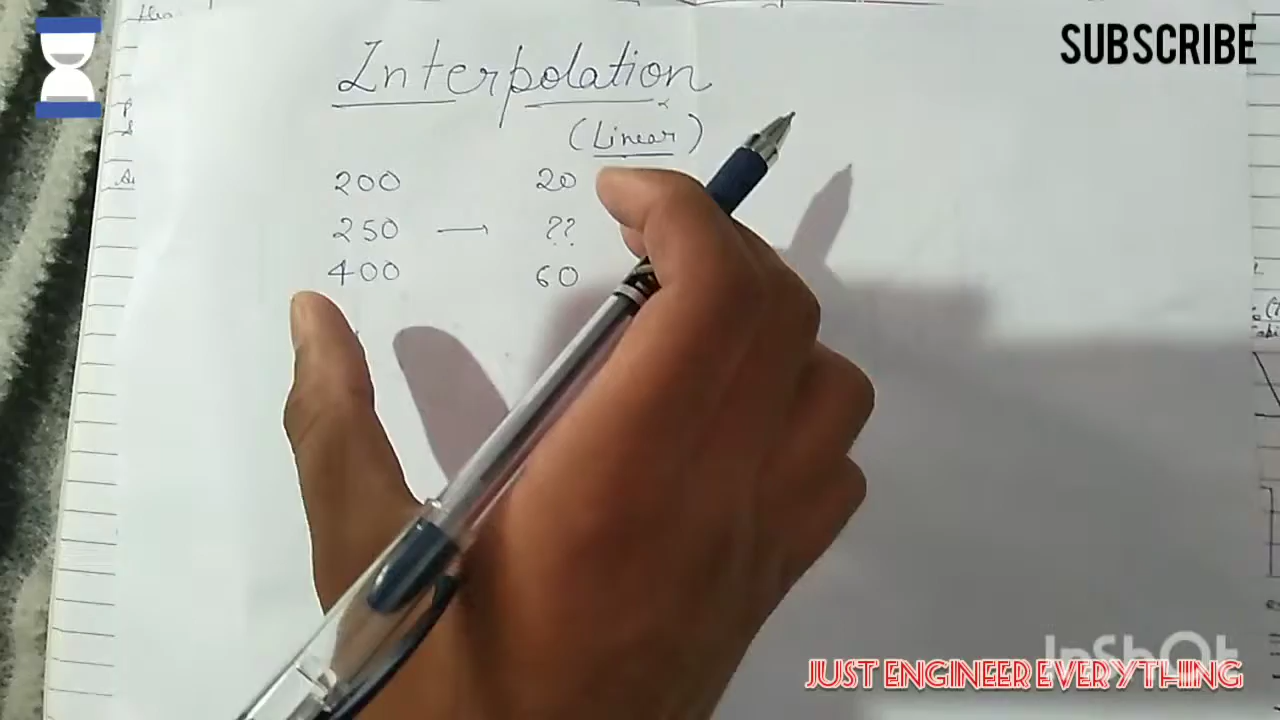 SUBSCRIBE
Interpolation
(Linear)
200 20
250 → ??
400 60
InShOt
JUST ENGINEER EVERYTHING